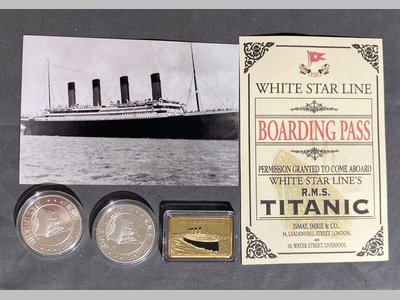 WHITE STAR LINE
BOARDING PASS
PERMISSION GRANTED TO COME ABOARD
WHITE STAR LINE'S
R.M.S.
TITANIC
ISMAY, IMRIE & CO.,
34, LEADENHALL STREET, LONDON,
AND
10, WATER STREET, LIVERPOOL.